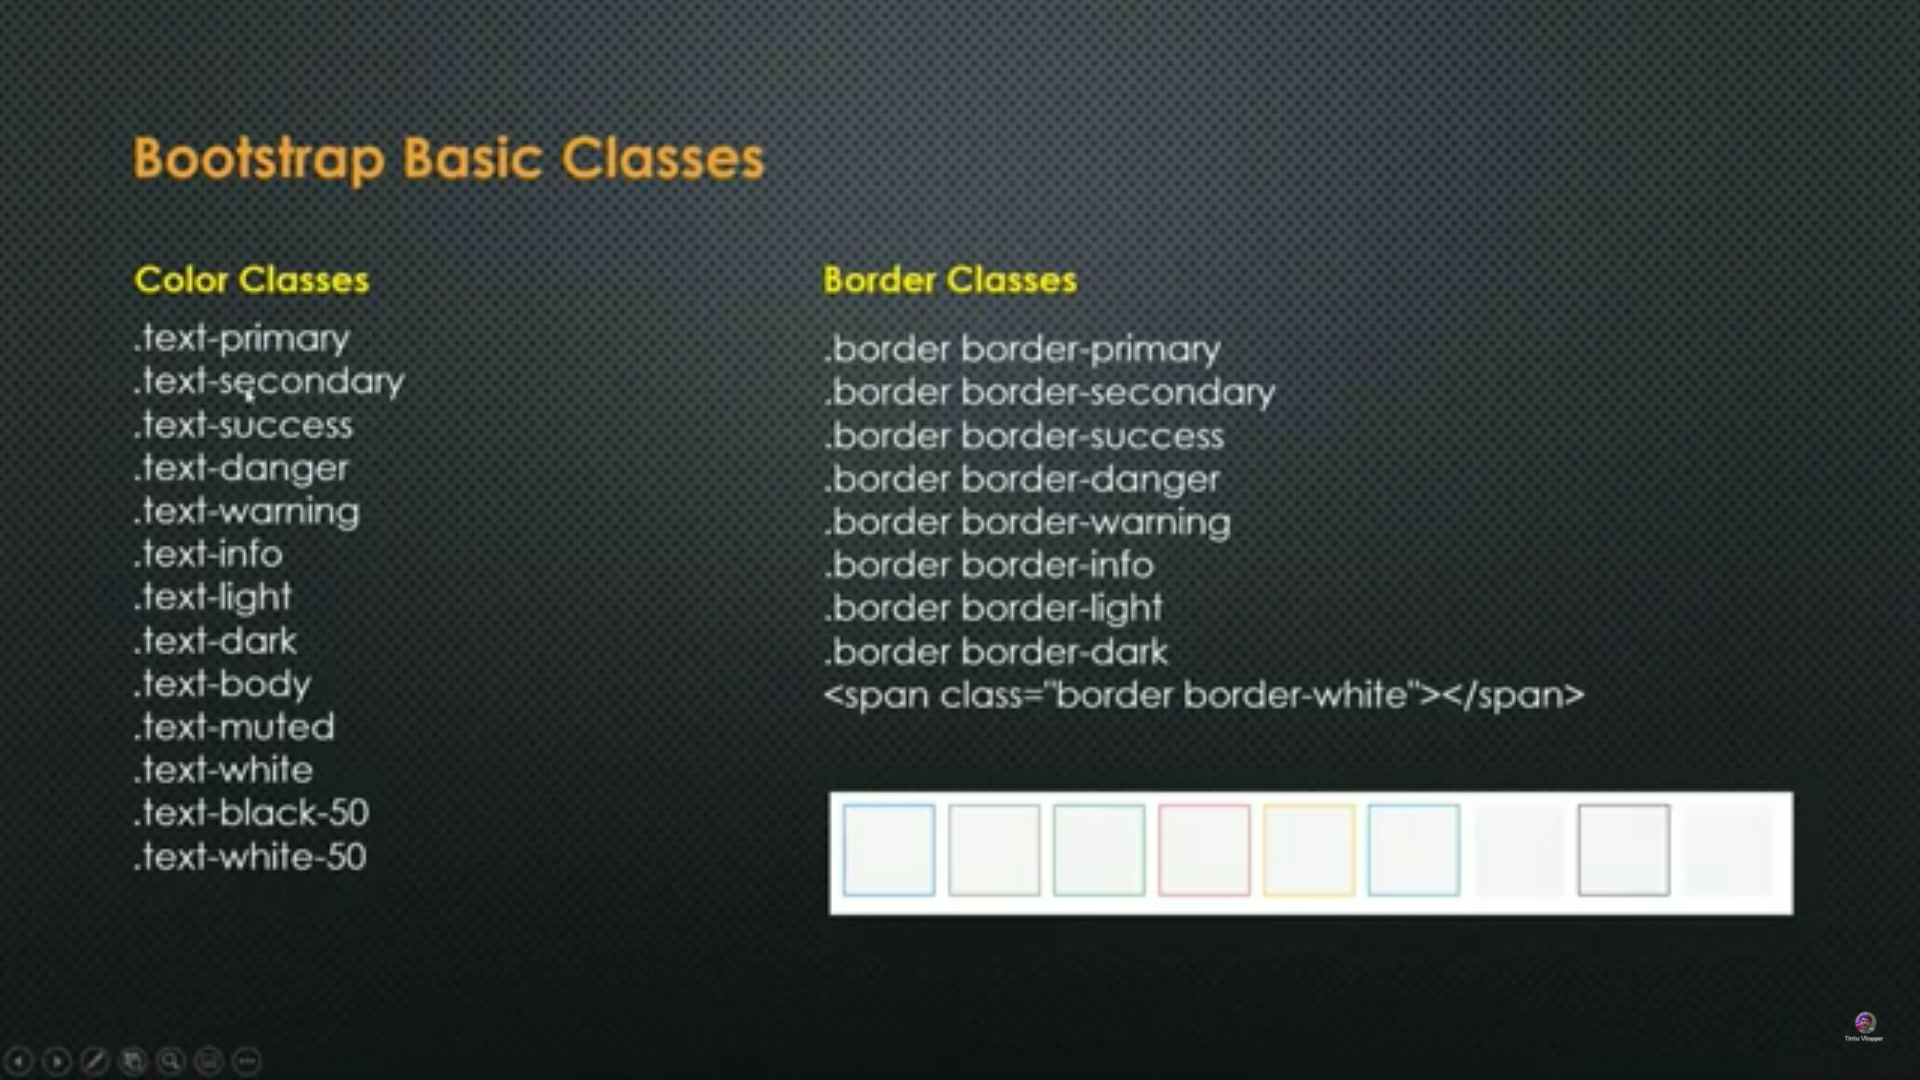 Bootstrap Basic Classes
Color Classes
.text-primary
.text-secondary
.text-success
.text-danger
.text-warning
.text-info
.text-light
.text-dark
.text-body
.text-muted
.text-white
.text-black-50
.text-white-50
Border Classes
.border border-primary
.border border-secondary
.border border-success
.border border-danger
.border border-warning
.border border-info
.border border-light
.border border-dark
<span class="border border-white"></span>
Tintu Vlogger